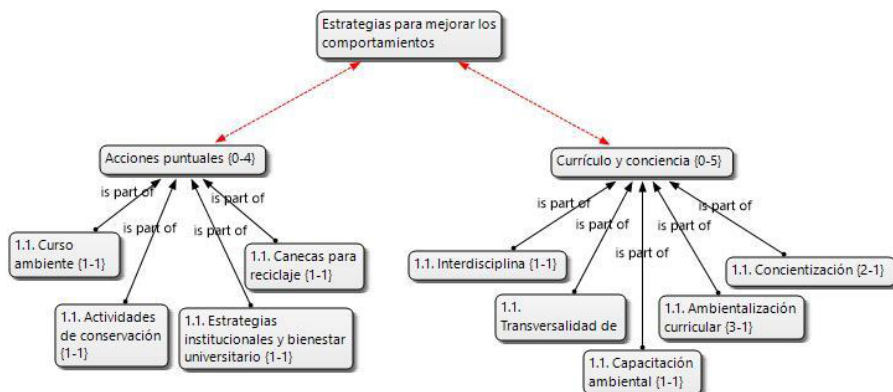 Estrategias para mejorar los
comportamientos
Acciones puntuales {0-4}
Currículo y conciencia {0-5}
is part of
is part of
is part of
is part of
is part of
is part of
is part of
is part of
is part of
1.1. Curso
ambiente {1-1}
1.1. Canecas para
reciclaje {1-1}
1.1. Actividades
de conservación
{1-1}
1.1. Estrategias
institucionales y bienestar
universitario {1-1}
1.1. Interdisciplina {1-1}
1.1. Concientización {2-1}
1.1.
Transversalidad de
1.1. Ambientalización
curricular {3-1}
1.1. Capacitación
ambiental {1-1}